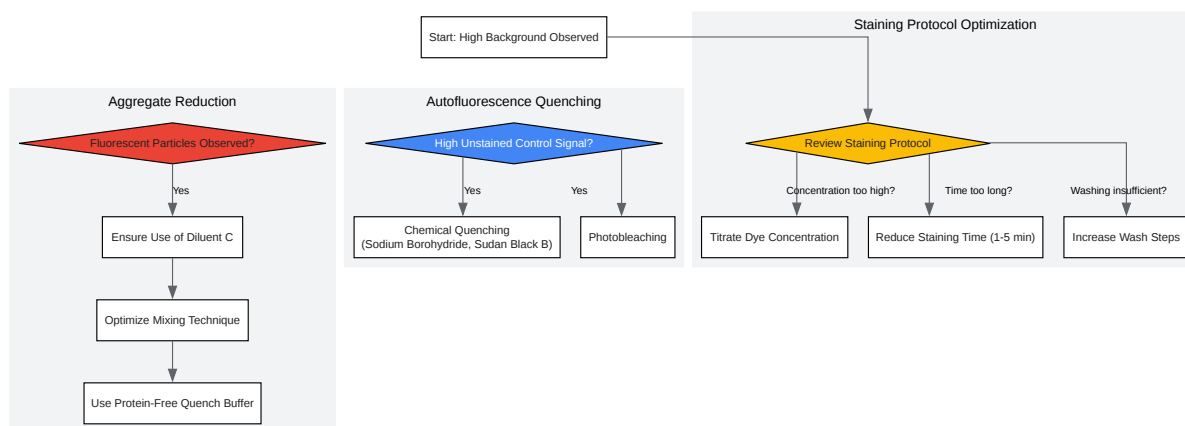 Staining Protocol Optimization
Start: High Background Observed
Aggregate Reduction
Autofluorescence Quenching
Fluorescent Particles Observed?
High Unstained Control Signal?
Review Staining Protocol
Yes
Yes
Yes
Concentration too high?
Time too long?
Washing insufficient?
Ensure Use of Diluent C
Chemical Quenching
(Sodium Borohydride, Sudan Black B)
Photobleaching
Titrate Dye Concentration
Reduce Staining Time (1-5 min)
Increase Wash Steps
Optimize Mixing Technique
Use Protein-Free Quench Buffer